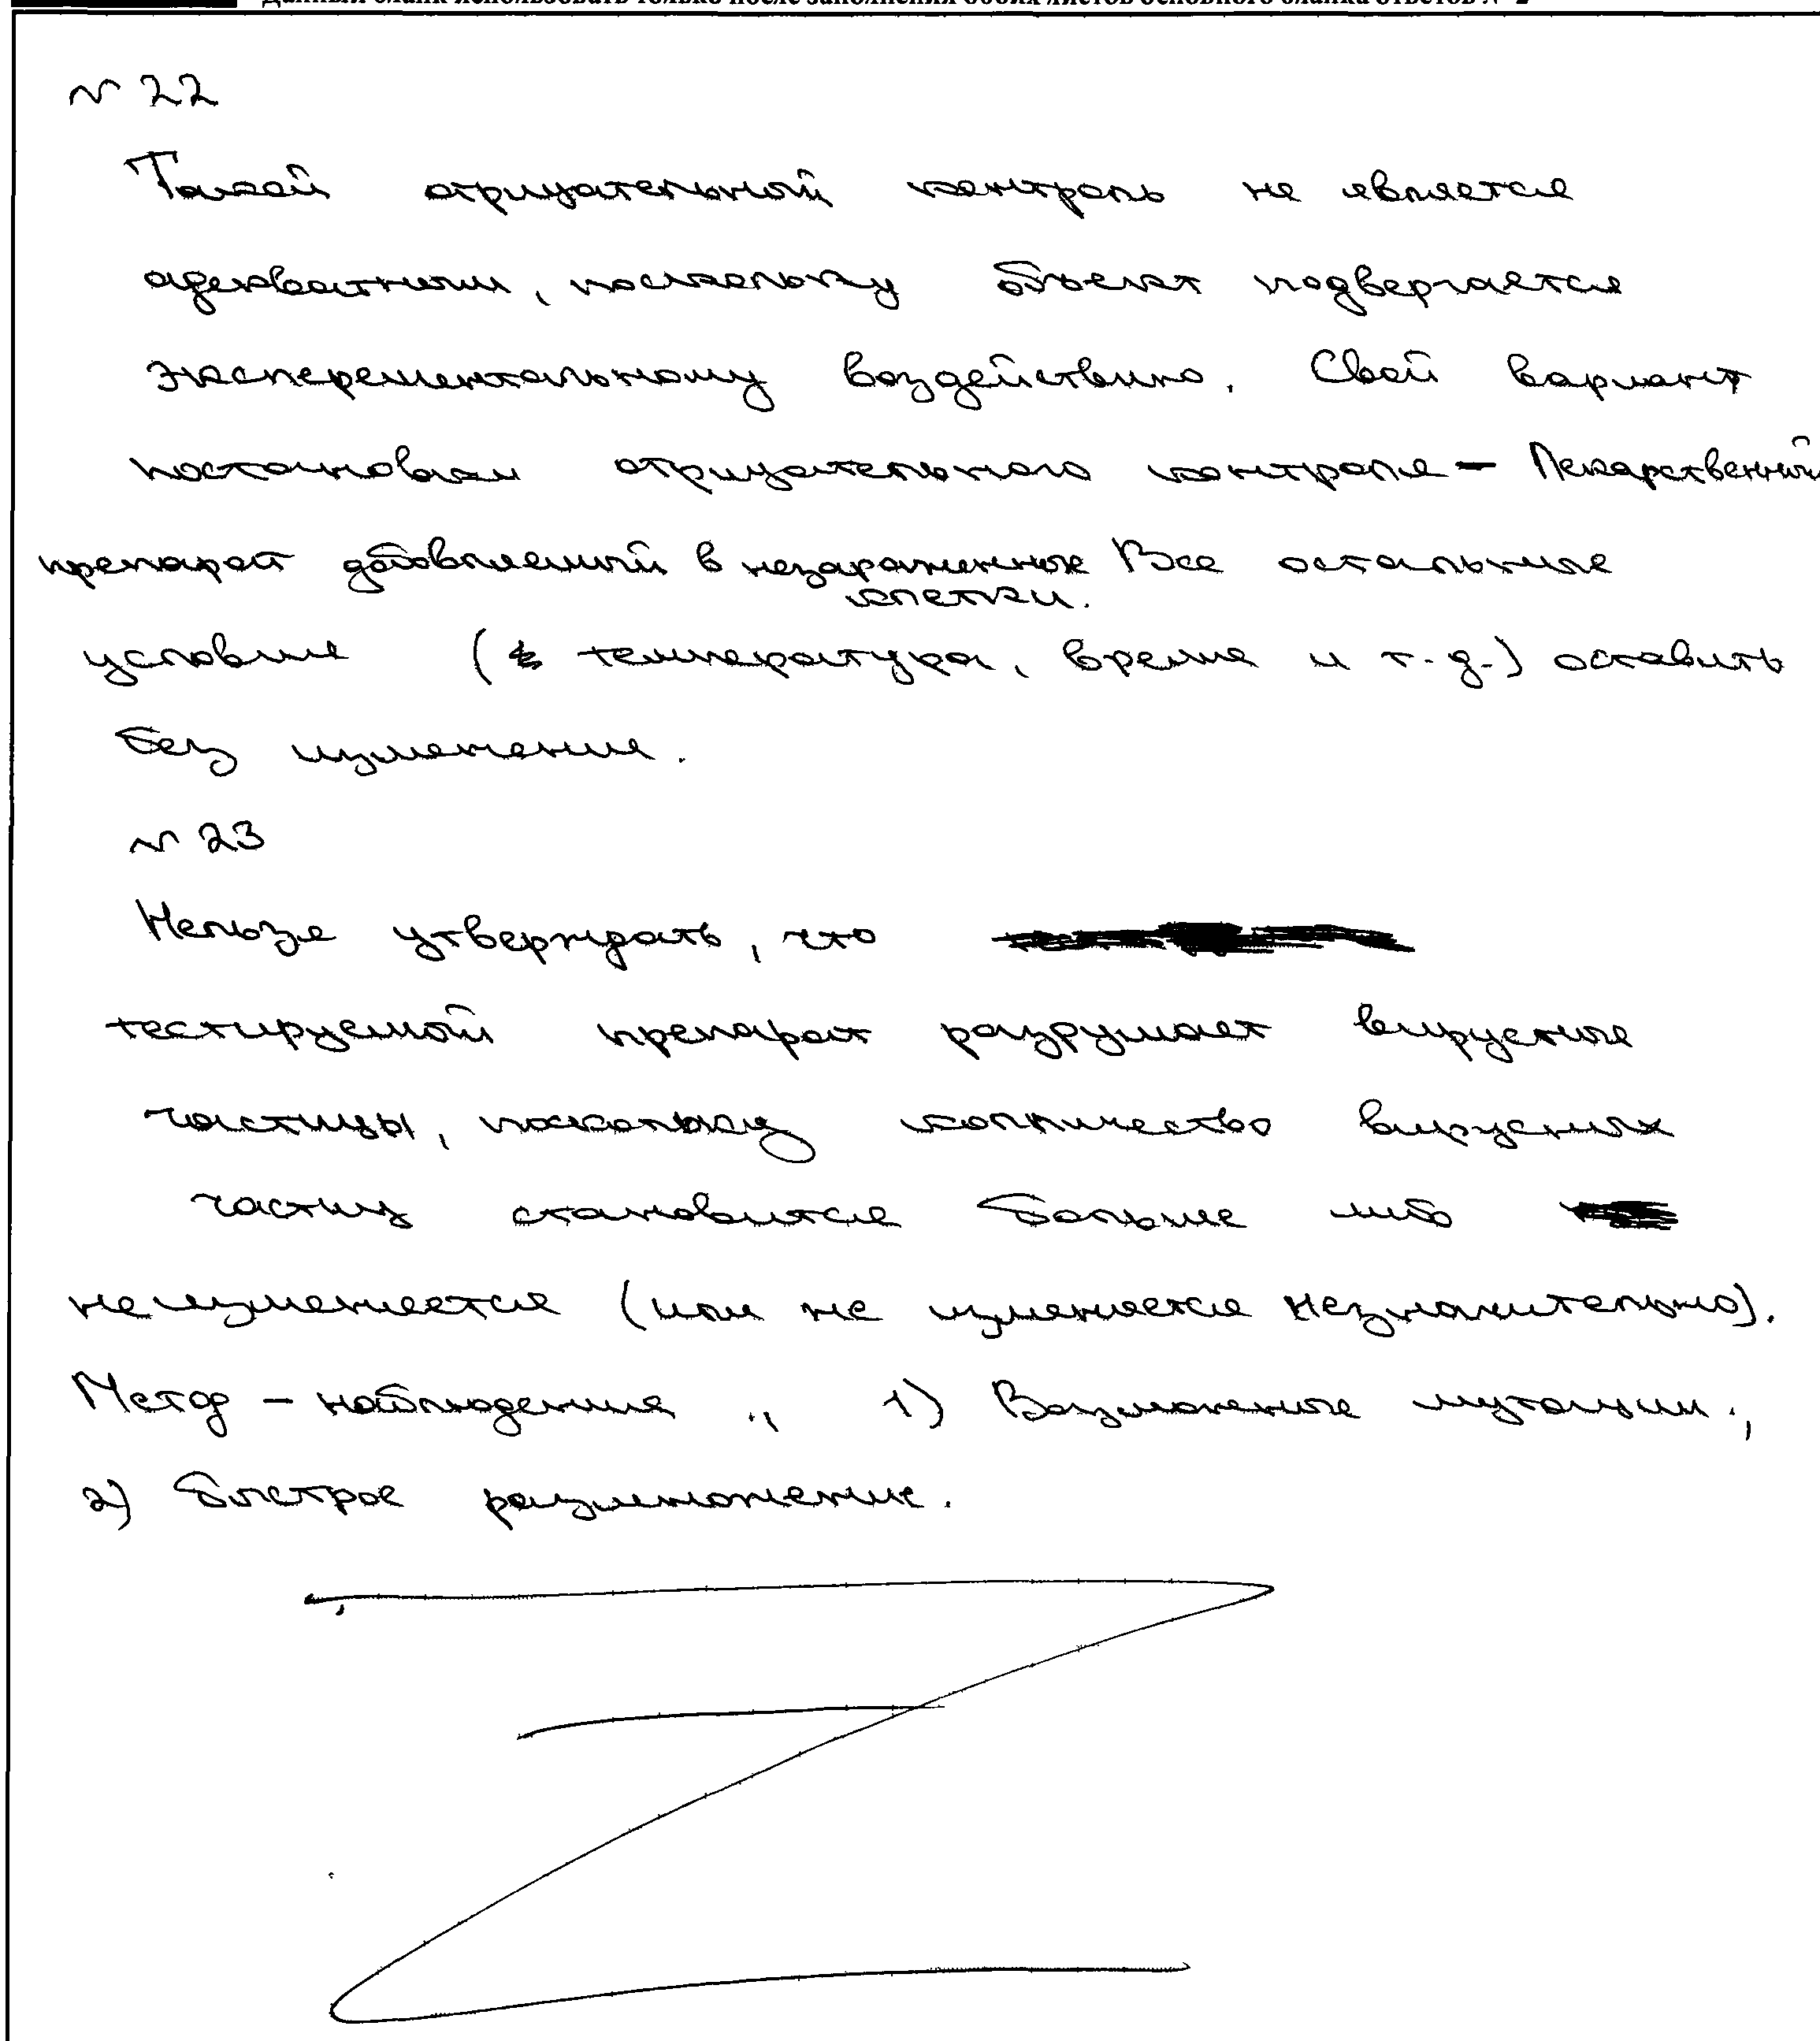 Данный бланк использовать только после заполнения обоих листов основного бланка ответов № 2
№ 22
Такой отрицательный контроль не является
адекватным, поскольку объект подвергается
эксперементальному воздействию. Свой вариант
постановки отрицательного контроля – Лекарственный
препарат добавленный в незараженные Все остальные
клетки.
условия ( температура, время и т.д.) оставить
без изменения.
№ 23
Нельзя утверждать, что
тестируемый препарат разрушает вирусные
частицы, поскольку колличество вирусных
частиц становится больше либо
не изменяется (или не изменяется незначительно).
Метод – наблюдения ., 1) Возможные мутации.,
2) Быстрое размножение.